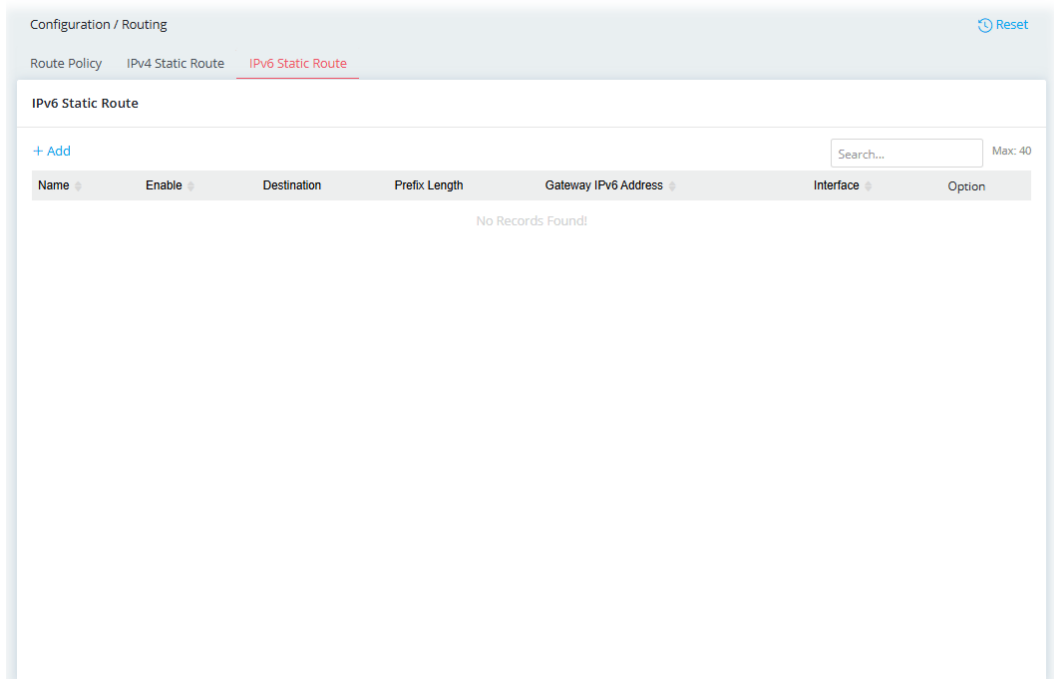 Configuration / Routing Reset
Route Policy IPv4 Static Route IPv6 Static Route
IPv6 Static Route
+ Add Search... Max: 40
Name Enable Destination Prefix Length Gateway IPv6 Address Interface Option
No Records Found!